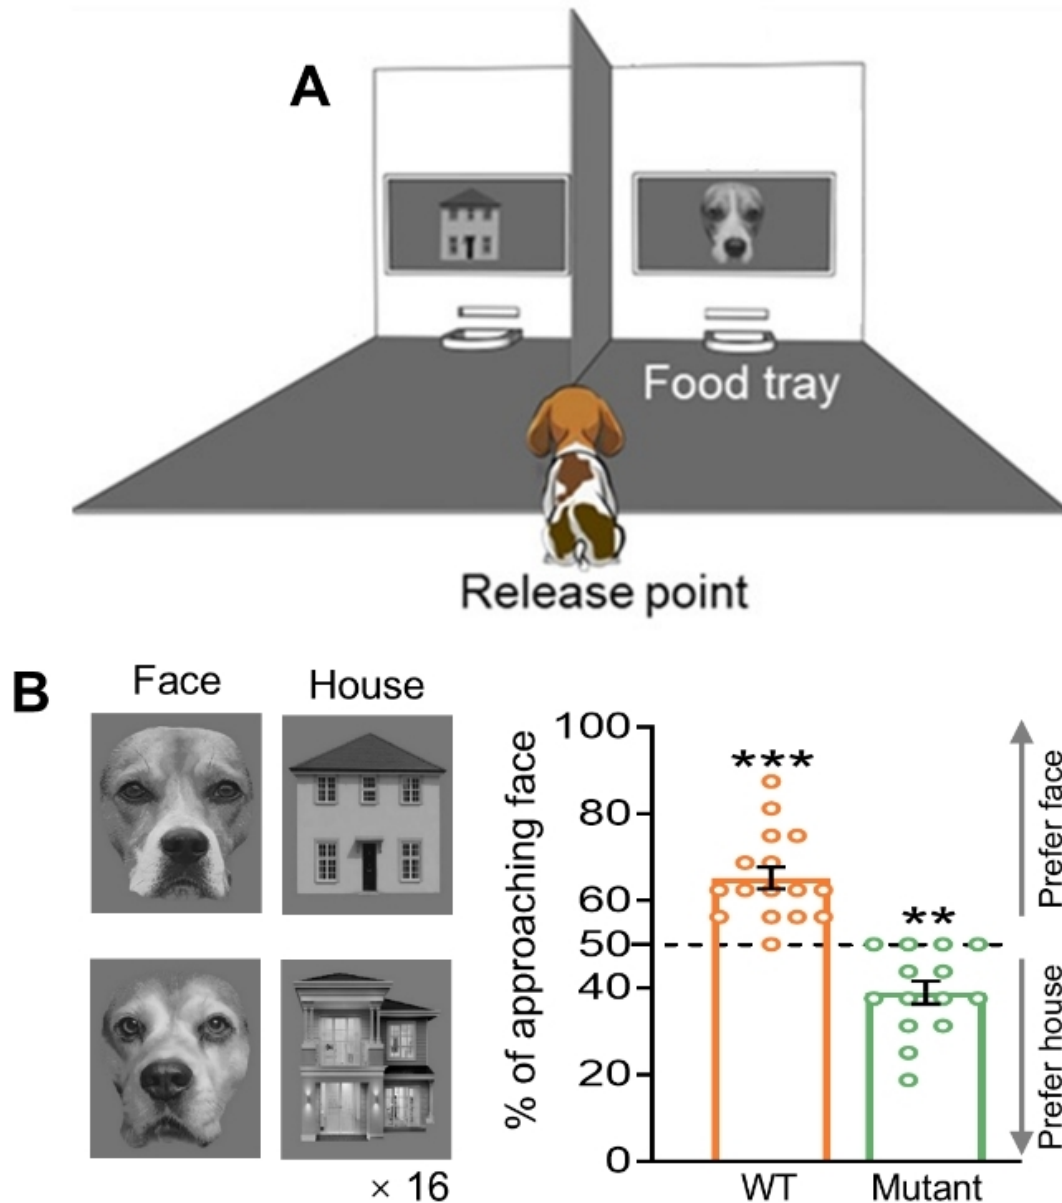 A
Food tray
Release point
B
Face
House
× 16
% of approaching face
100
80
60
50
40
20
0
***
**
WT
Mutant
Prefer face
Prefer house